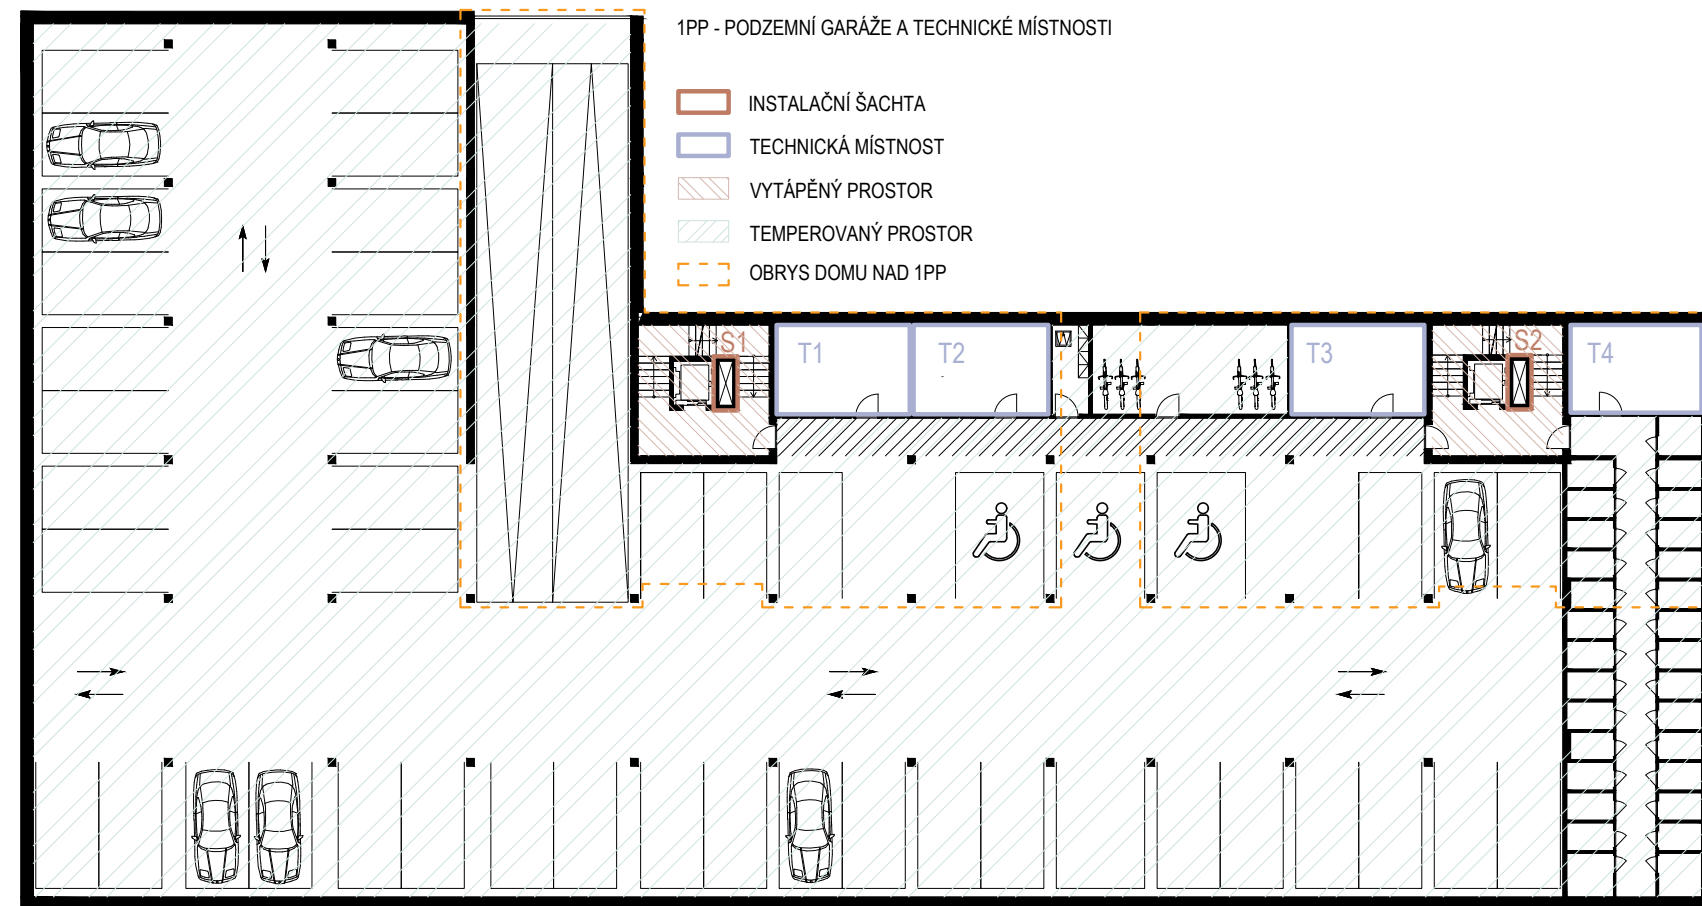 1PP - PODZEMNÍ GARÁŽE A TECHNICKÉ MÍSTNOSTI
INSTALAČNÍ ŠACHTA
TECHNICKÁ MÍSTNOST
VYTÁPĚNÝ PROSTOR
TEMPEROVANÝ PROSTOR
OBRYS DOMU NAD 1PP
S1
T1
T2
T3
S2
T4